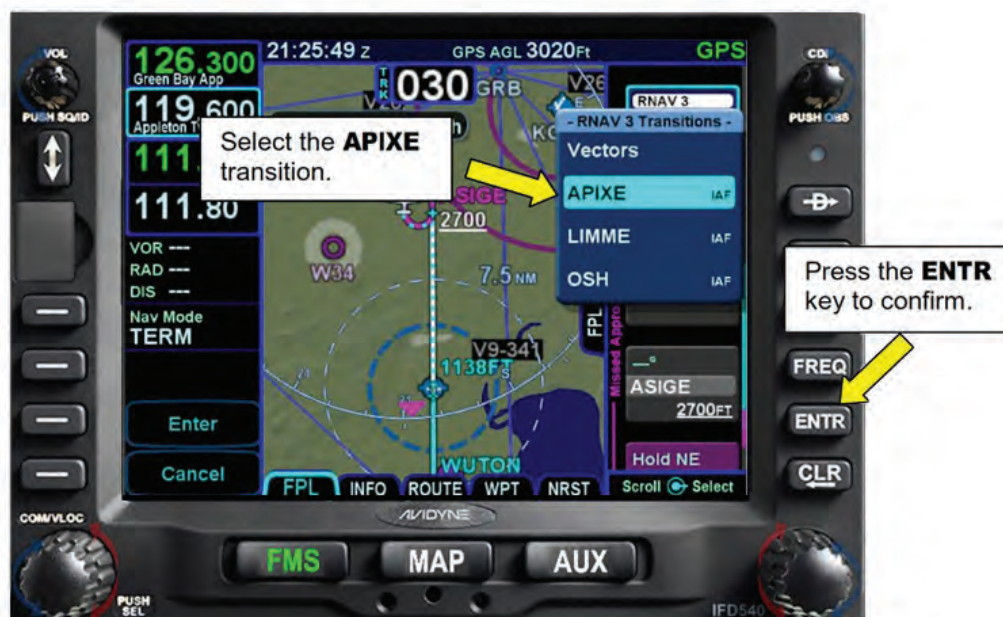 VOL
PUSH SQ/ID
126.300
Green Bay App
119.600
Appleton T
111.
111.80
VOR ---
RAD ---
DIS ---
Nav Mode
TERM
Enter
Cancel
COM/VLOC
PUSH
SEL
21:25:49 Z
GPS AGL 3020Ft
GPS
TRK
030
GRB
V26
Select the APIXE
transition.
SIGE
2700
W34
7.5 NM
V9-341
1138FT
21
S
WUTON
RNAV 3
- RNAV 3 Transitions -
Vectors
APIXE IAF
LIMME IAF
OSH IAF
FPL
Missed Appro
__°
ASIGE
2700FT
Hold NE
FPL INFO ROUTE WPT NRST
Scroll Select
AVIDYNE
FMS MAP AUX
CDI
PUSH OBS
D
Press the ENTR
key to confirm.
FREQ
ENTR
CLR
IFD540